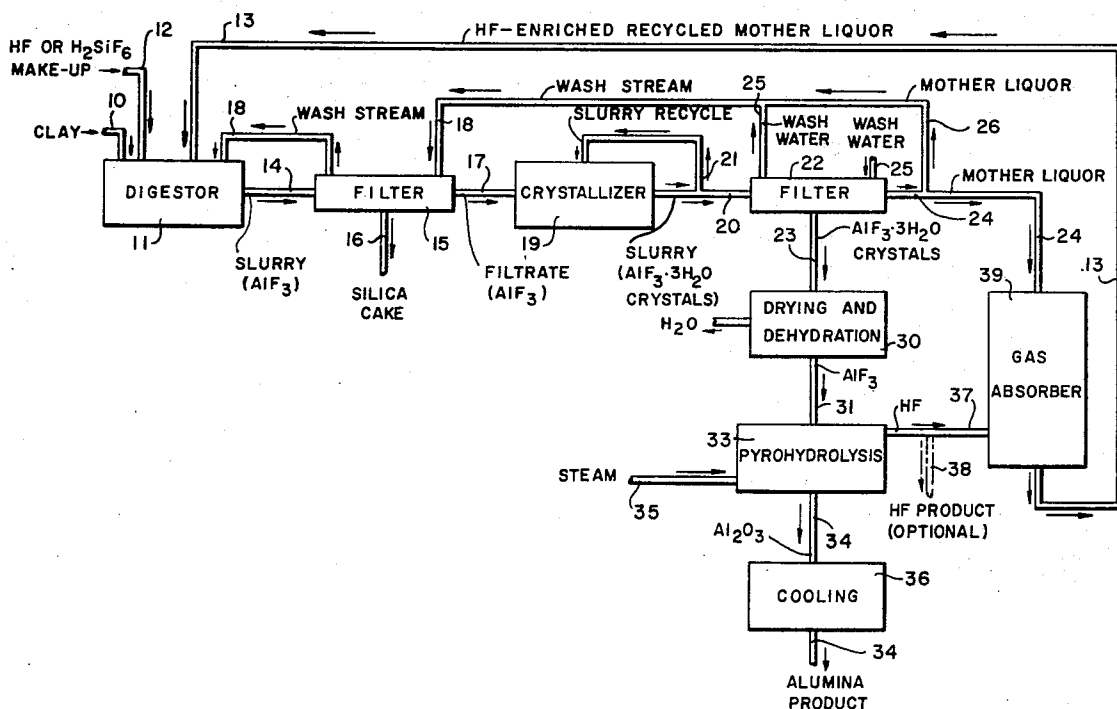 13
HF-ENRICHED RECYCLED MOTHER LIQUOR
HF OR H2SiF6
MAKE-UP
12
10
CLAY
18
WASH STREAM
WASH STREAM
18
SLURRY RECYCLE
25
WASH
WATER
WASH
WATER
25
MOTHER LIQUOR
26
DIGESTOR
11
14
SLURRY
(AlF3)
FILTER
15
16
SILICA
CAKE
17
FILTRATE
(AlF3)
CRYSTALLIZER
19
21
20
SLURRY
(AlF3·3H2O
CRYSTALS)
22
FILTER
24
MOTHER LIQUOR
24
.13
23
AlF3·3H2O
CRYSTALS
39
GAS
ABSORBER
DRYING AND
DEHYDRATION
30
H2O
AlF3
31
33
PYROHYDROLYSIS
HF
37
38
HF PRODUCT
(OPTIONAL)
STEAM
35
Al2O3
34
36
COOLING
34
ALUMINA
PRODUCT